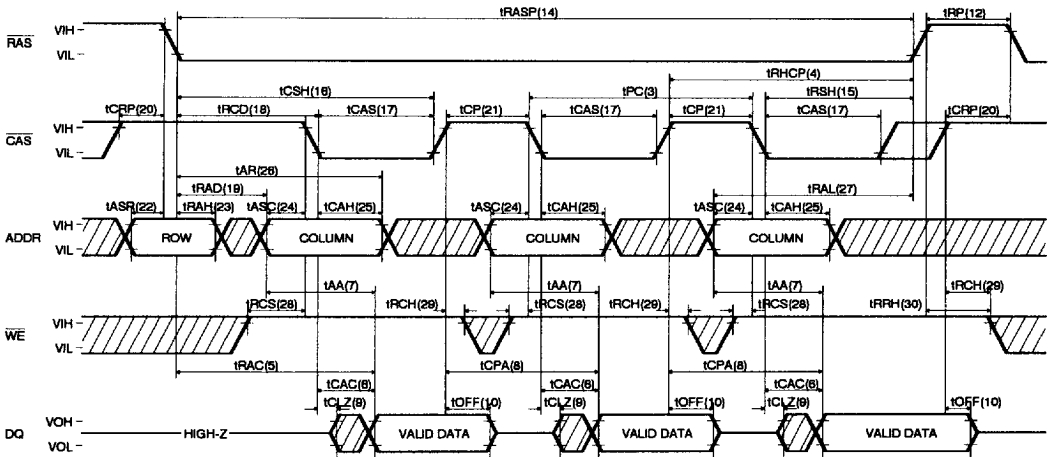 tRASP(14) tRP(12)
RAS VIH VIL
tRHCP(4)
tCSH(16) tPC(3) tRSH(15)
tCRP(20) tRCD(18) tCAS(17) tCP(21) tCAS(17) tCP(21) tCAS(17) tCRP(20)
CAS VIH VIL
tAR(26)
tRAD(19) tRAL(27)
tASR(22) tRAH(23) tASC(24) tCAH(25) tASC(24) tCAH(25) tASC(24) tCAH(25)
ADDR VIH VIL ROW COLUMN COLUMN COLUMN
tAA(7) tAA(7) tAA(7) tRCH(29)
tRCS(28) tRCH(29) tRCS(28) tRCH(29) tRCS(28) tRRH(30)
WE VIH VIL
tRAC(5) tCPA(8) tCPA(8)
tCAC(6) tCAC(6) tCAC(6)
tCLZ(9) tOFF(10) tCLZ(9) tOFF(10) tCLZ(9) tOFF(10)
DQ VOH VOL HIGH-Z VALID DATA VALID DATA VALID DATA